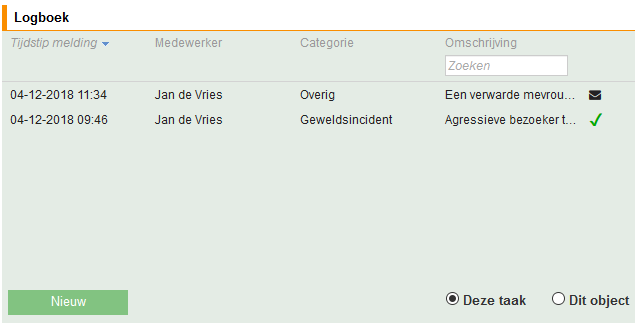 Logboek
Tijdstip melding Medewerker Categorie Omschrijving
Zoeken
04-12-2018 11:34 Jan de Vries Overig Een verwarde mevrou...
04-12-2018 09:46 Jan de Vries Geweldsincident Agressieve bezoeker t...
Nieuw Deze taak Dit object